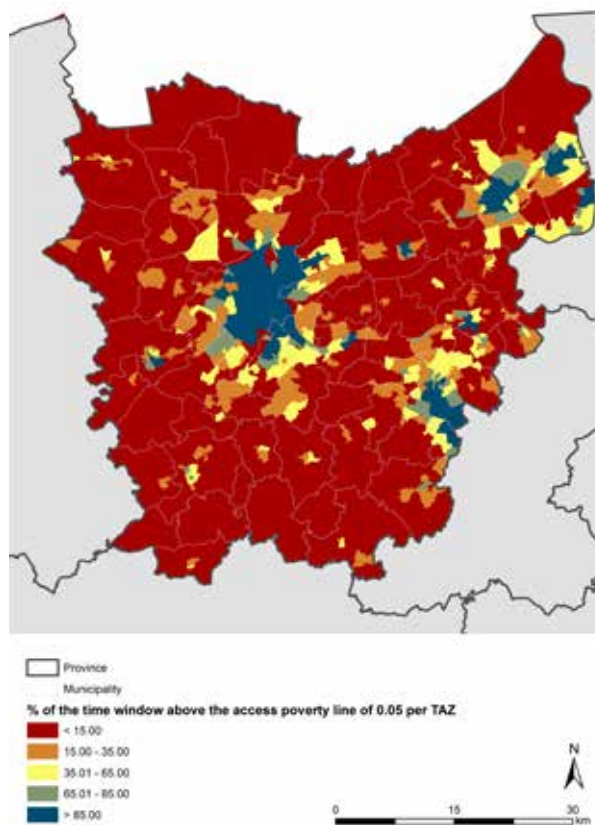 Province
Municipality
% of the time window above the access poverty line of 0.05 per TAZ
< 15.00
15.00 - 35.00
35.01 - 65.00
65.01 - 85.00
> 85.00
N
0 15 30
km